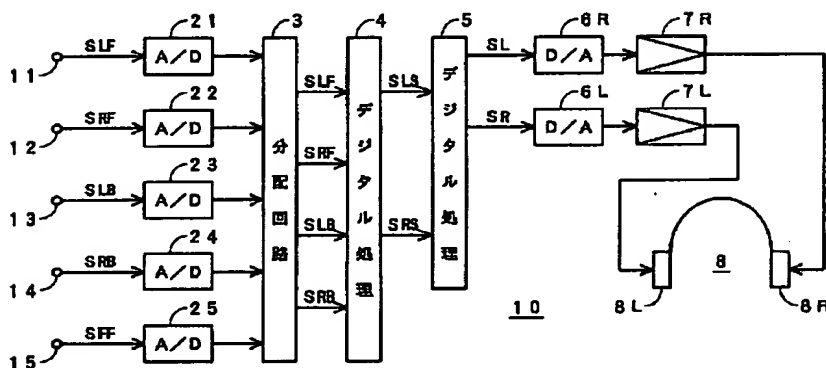 21
3
4
5
6R
7R
SLF
A/D
11
SLF
SLS
SL
D/A
22
6L
7L
SRF
A/D
12
SRF
SR
D/A
23
SLB
A/D
13
分配回路
デジタル処理
デジタル処理
SLB
SRS
24
SRB
A/D
14
SRB
8
8L
8R
10
25
SFF
A/D
15